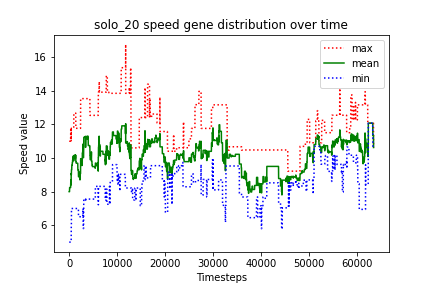 solo_20 speed gene distribution over time
max
mean
min
Speed value
16
14
12
10
8
6
0 10000 20000 30000 40000 50000 60000
Timesteps